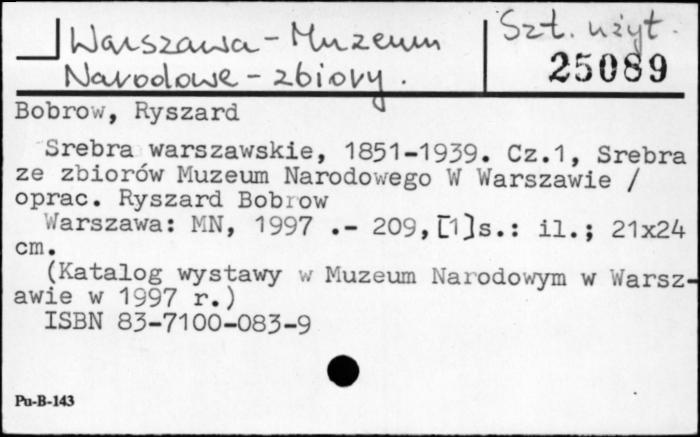 Warszawa - Muzeum
Narodowe - zbiory.
Szt. użyt.
25089
Bobrow, Ryszard
Srebra warszawskie, 1851-1939. Cz.1, Srebra
ze zbiorów Muzeum Narodowego W Warszawie /
oprac. Ryszard Bobrow
Warszawa: MN, 1997 .- 209,[1]s.: il.; 21x24
cm.
(Katalog wystawy w Muzeum Narodowym w Warsz-
awie w 1997 r.)
ISBN 83-7100-083-9
Pu-B-143